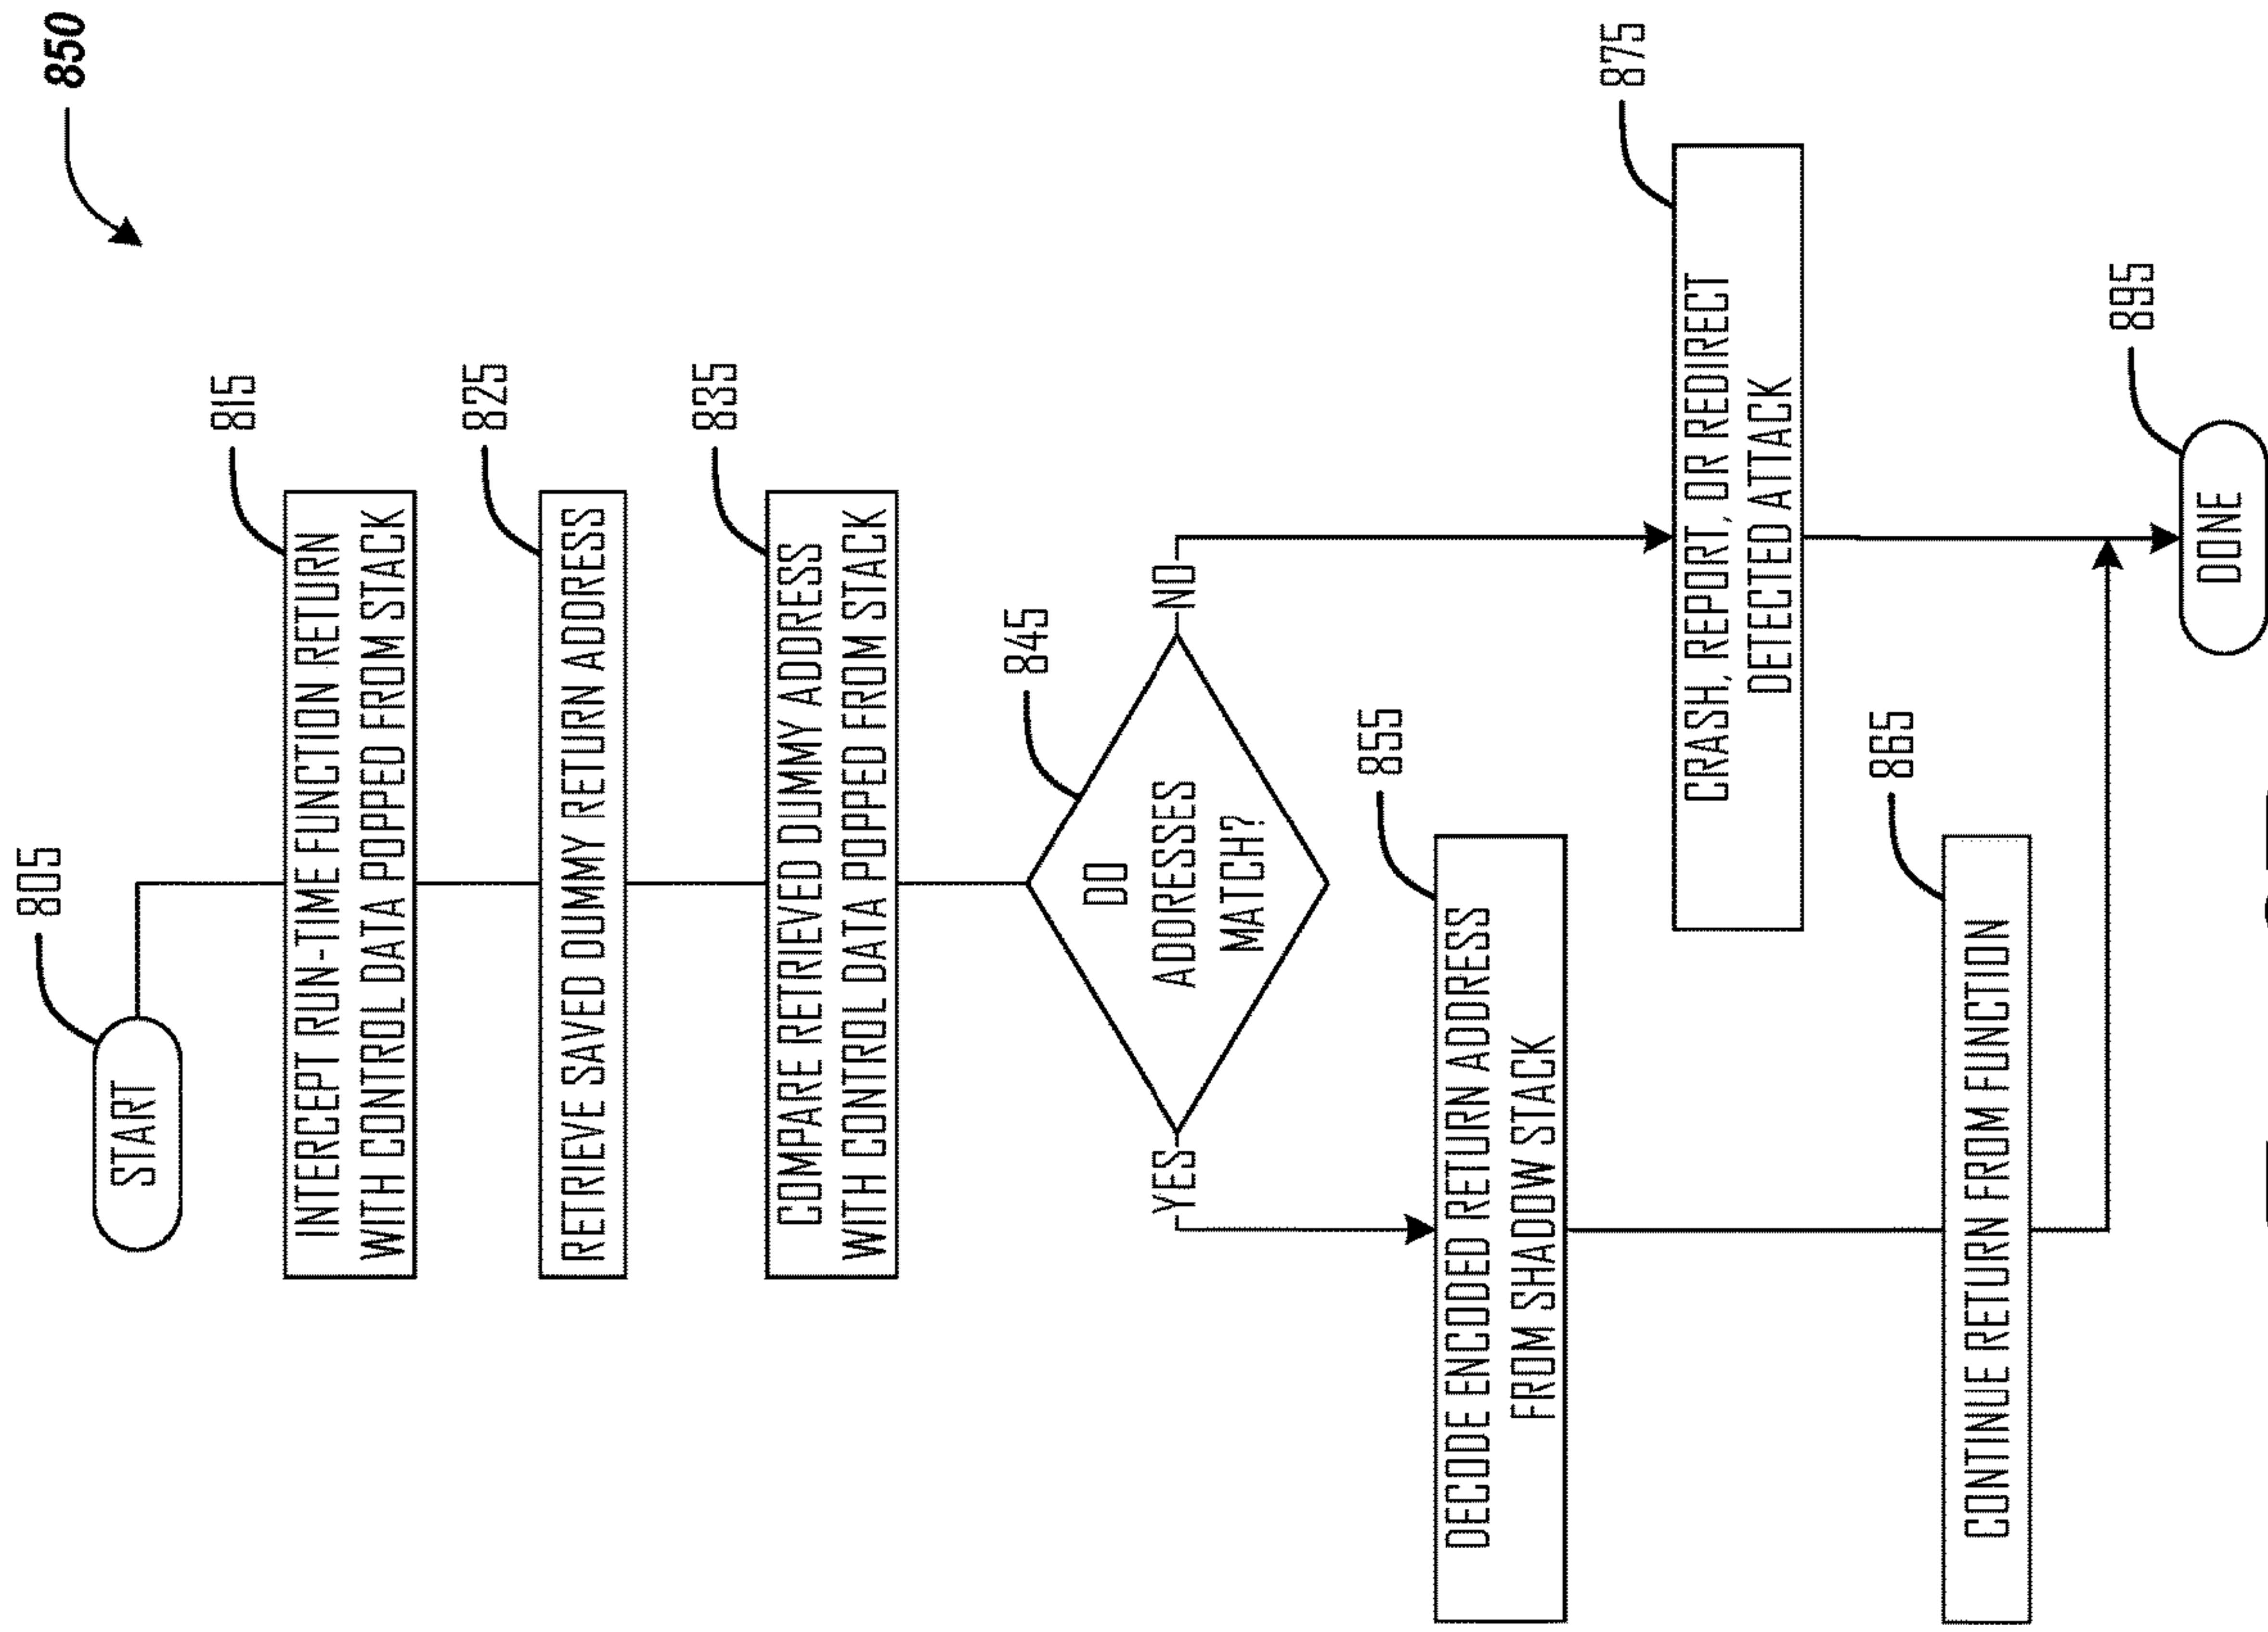 850
805
START
815
INTERCEPT RUN-TIME FUNCTION RETURN
WITH CONTROL DATA POPPED FROM STACK
825
RETRIEVE SAVED DUMMY RETURN ADDRESS
835
COMPARE RETRIEVED DUMMY ADDRESS
WITH CONTROL DATA POPPED FROM STACK
845
DO
ADDRESSES
MATCH?
YES
NO
855
DECODE ENCODED RETURN ADDRESS
FROM SHADOW STACK
875
CRASH, REPORT, OR REDIRECT
DETECTED ATTACK
865
CONTINUE RETURN FROM FUNCTION
895
DONE